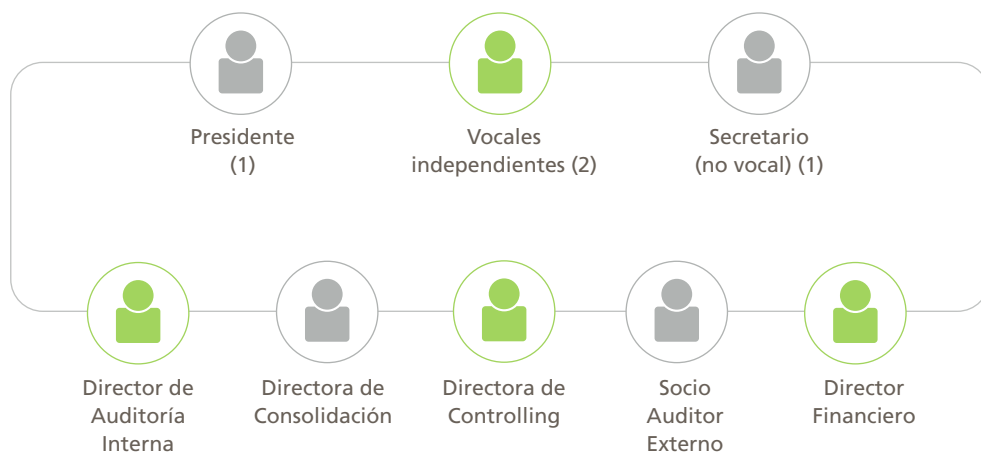 Presidente
(1)
Vocales
independientes (2)
Secretario
(no vocal) (1)
Director de
Auditoría
Interna
Directora de
Consolidación
Directora de
Controlling
Socio
Auditor
Externo
Director
Financiero